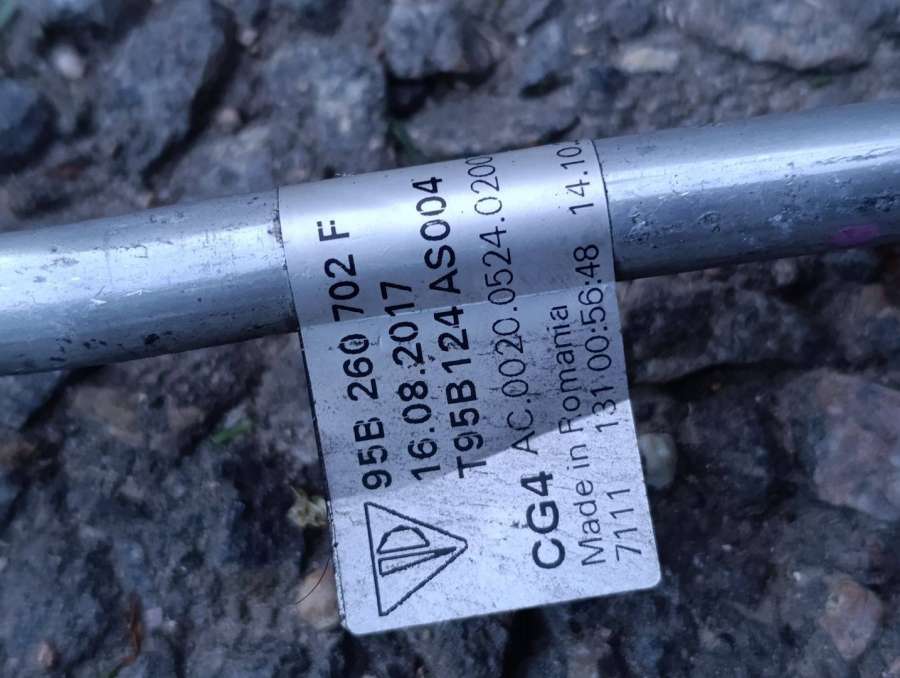 95B 260 702 F
16.08.2017
T95B124AS004
CG4 AC.0020.0524.0200
Made in Romania
7111 131 00:56:48 14.10.